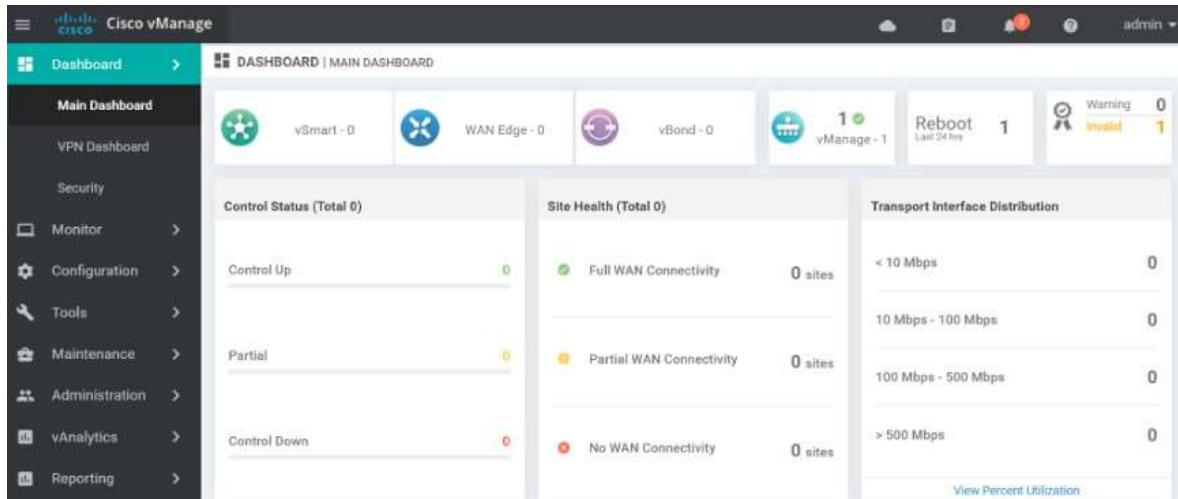 CISCO Cisco vManage
admin
Dashboard
Main Dashboard
VPN Dashboard
Security
Monitor
Configuration
Tools
Maintenance
Administration
vAnalytics
Reporting
DASHBOARD | MAIN DASHBOARD
vSmart - 0
WAN Edge - 0
vBond - 0
1
vManage - 1
Reboot 1
Last 24 hrs
Warning 0
Invalid 1
Control Status (Total 0)
Control Up 0
Partial 0
Control Down 0
Site Health (Total 0)
Full WAN Connectivity 0 sites
Partial WAN Connectivity 0 sites
No WAN Connectivity 0 sites
Transport Interface Distribution
< 10 Mbps 0
10 Mbps - 100 Mbps 0
100 Mbps - 500 Mbps 0
> 500 Mbps 0
View Percent Utilization